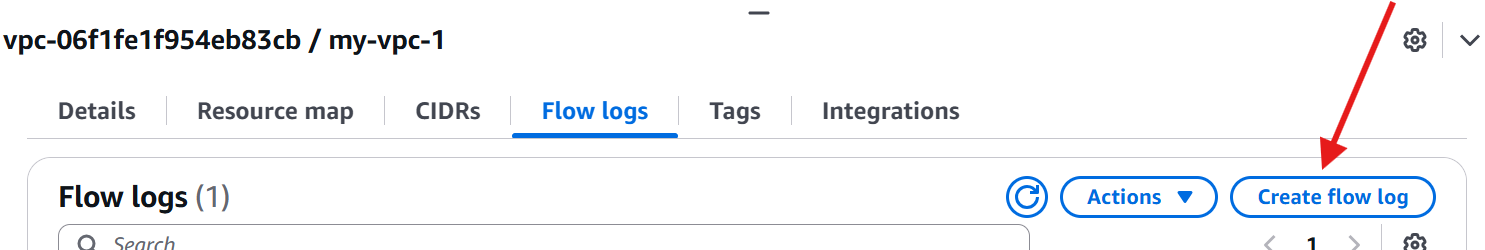 vpc-06f1fe1f954eb83cb / my-vpc-1
Details Resource map CIDRs Flow logs Tags Integrations
Flow logs (1) Actions Create flow log
Search 1